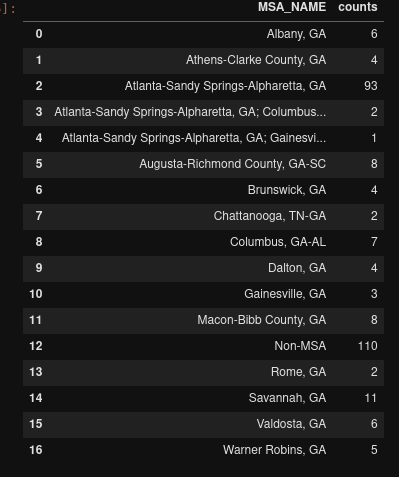 ]:
MSA_NAME counts
0 Albany, GA 6
1 Athens-Clarke County, GA 4
2 Atlanta-Sandy Springs-Alpharetta, GA 93
3 Atlanta-Sandy Springs-Alpharetta, GA; Columbus... 2
4 Atlanta-Sandy Springs-Alpharetta, GA; Gainesvi... 1
5 Augusta-Richmond County, GA-SC 8
6 Brunswick, GA 4
7 Chattanooga, TN-GA 2
8 Columbus, GA-AL 7
9 Dalton, GA 4
10 Gainesville, GA 3
11 Macon-Bibb County, GA 8
12 Non-MSA 110
13 Rome, GA 2
14 Savannah, GA 11
15 Valdosta, GA 6
16 Warner Robins, GA 5